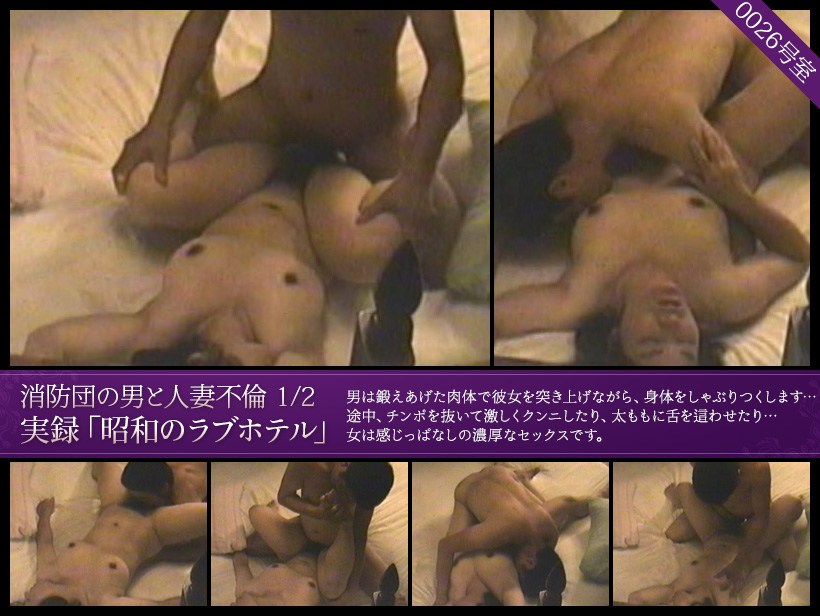 0026号室
消防団の男と人妻不倫 1/2
実録「昭和のラブホテル」
男は鍛えあげた肉体で彼女を突き上げながら、身体をしゃぶりつくします…
途中、チンポを抜いて激しくクンニしたり、太ももに舌を這わせたり…
女は感じっぱなしの濃厚なセックスです。